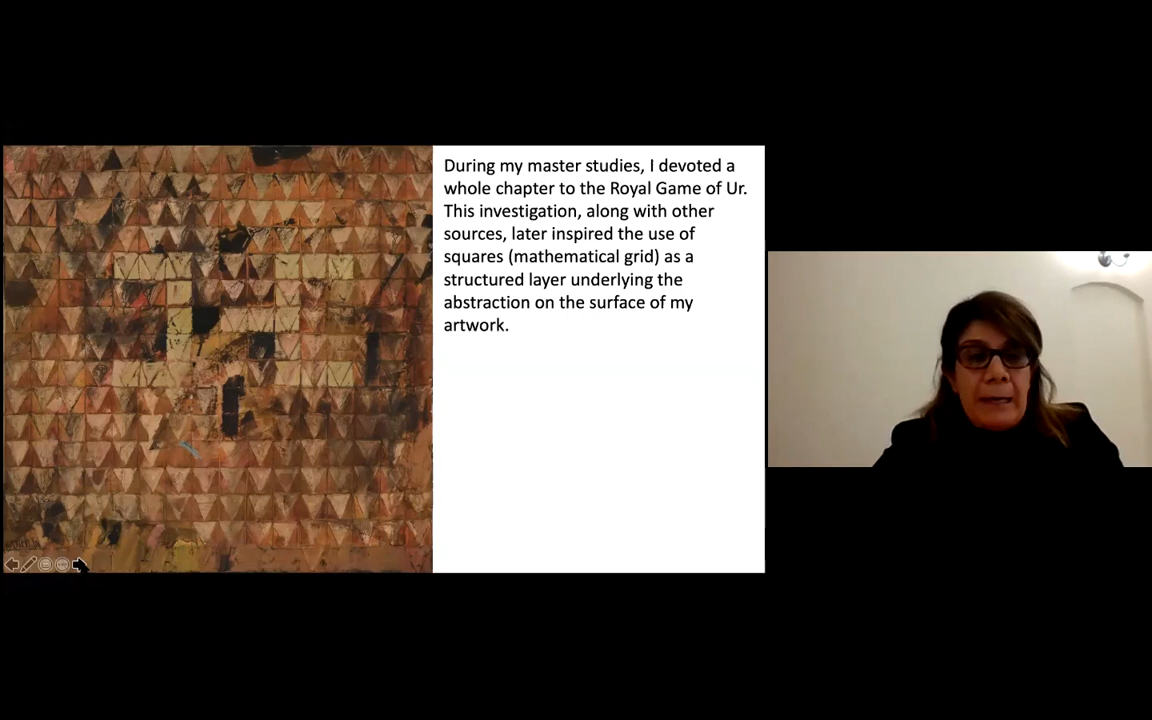 During my master studies, I devoted a
whole chapter to the Royal Game of Ur.
This investigation, along with other
sources, later inspired the use of
squares (mathematical grid) as a
structured layer underlying the
abstraction on the surface of my
artwork.